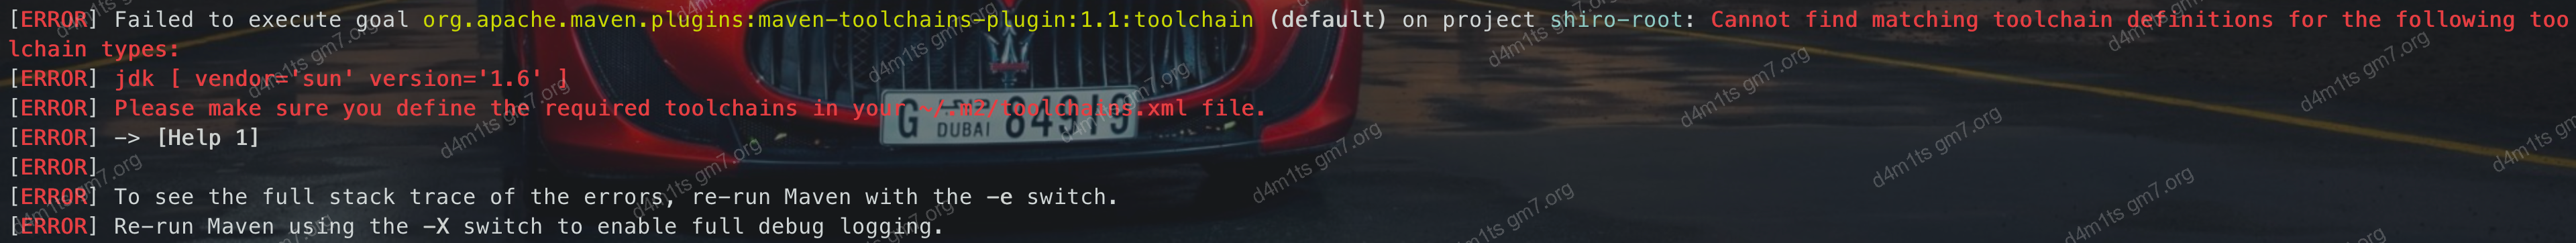 [ERROR] Failed to execute goal org.apache.maven.plugins:maven-toolchains-plugin:1.1:toolchain (default) on project shiro-root: Cannot find matching toolchain definitions for the following too
lchain types:
[ERROR] jdk [ vendor='sun' version='1.6' ]
[ERROR] Please make sure you define the required toolchains in your ~/.m2/toolchains.xml file.
G DUBAI 84919
[ERROR] -> [Help 1]
[ERROR]
[ERROR] To see the full stack trace of the errors, re-run Maven with the -e switch.
[ERROR] Re-run Maven using the -X switch to enable full debug logging.
d4m1ts gm7.org